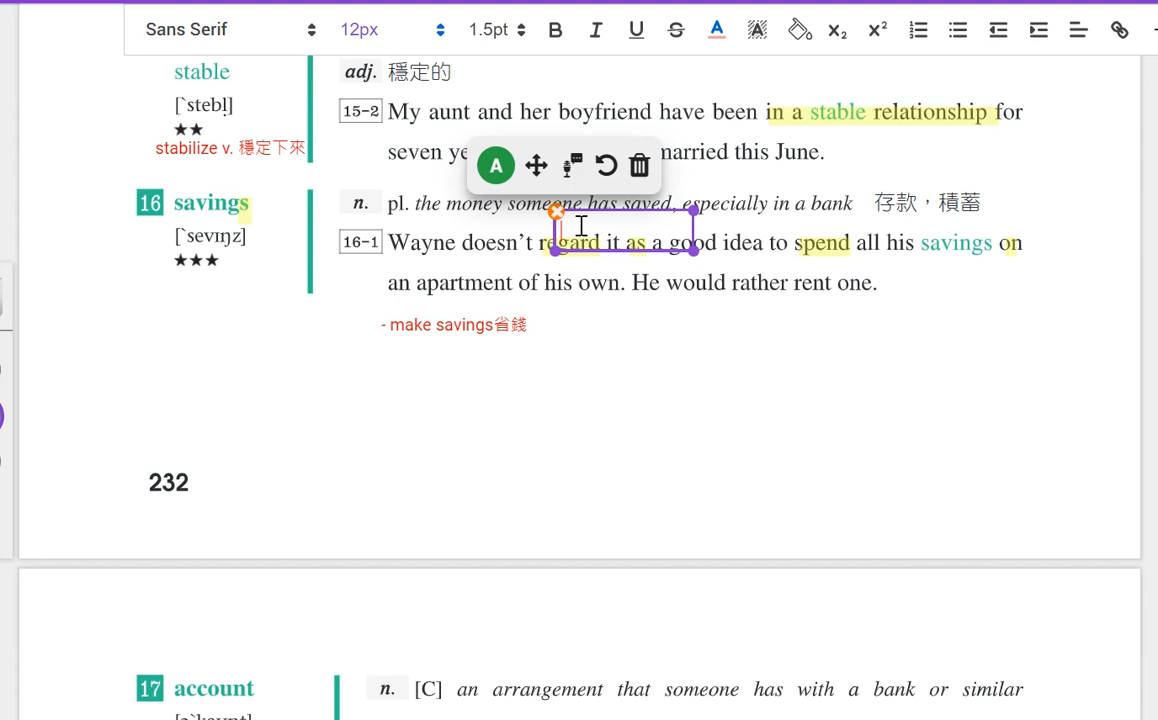 Sans Serif 12px 1.5pt B I U S A A x₂ x²
stable adj. 穩定的
[ˋstebḷ] 15-2 My aunt and her boyfriend have been in a stable relationship for
★★
stabilize v. 穩定下來 seven married this June.
A
16 savings n. pl. the money someone has saved, especially in a bank 存款，積蓄
[ˋsevɪŋz] 16-1 Wayne doesn’t regard it as a good idea to spend all his savings on
★★★
an apartment of his own. He would rather rent one.
- make savings省錢
232
17 account n. [C] an arrangement that someone has with a bank or similar